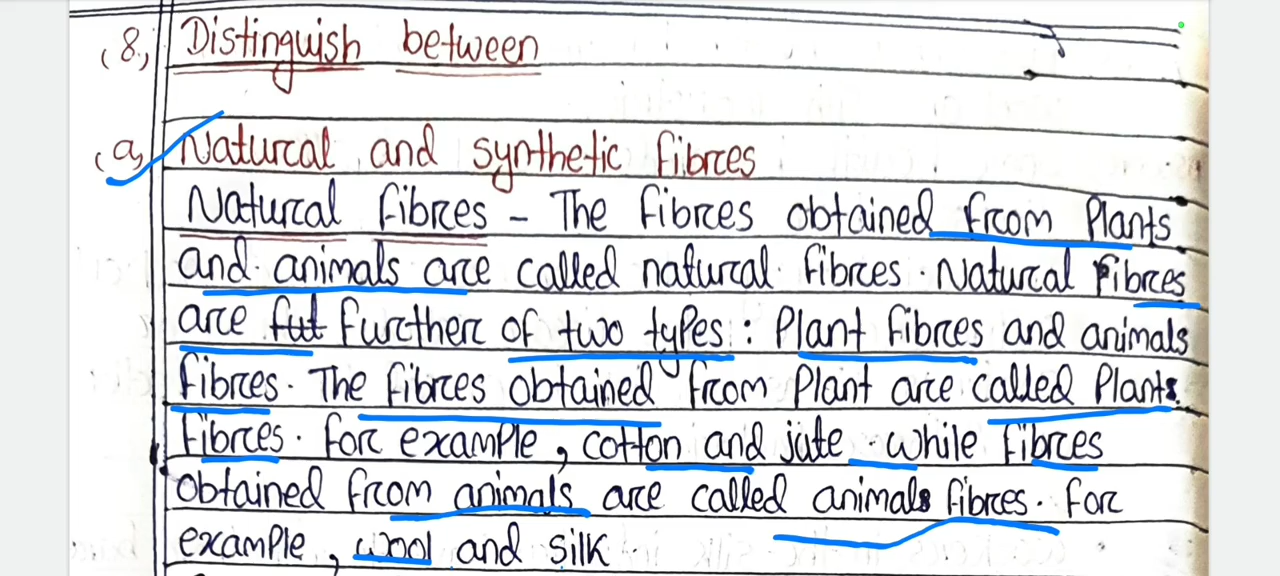 (8) Distinguish between
(a) Natural and synthetic fibres
Natural fibres - The fibres obtained from Plants
and animals are called natural fibres. Natural fibres
are fut further of two types : Plant fibres and animals
fibres. The fibres obtained from Plant are called Plants
fibres. For example, cotton and jute. While fibres
obtained from animals are called animals fibres. For
example, wool and silk